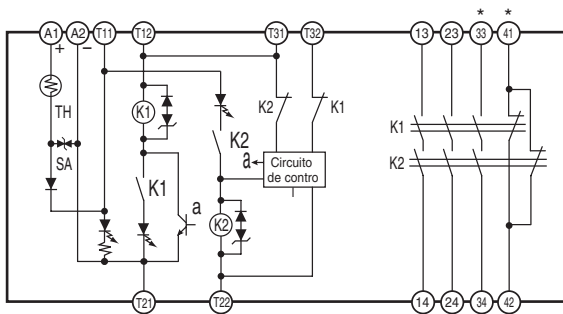 * *
A1 A2 T11 T12 T31 T32 13 23 33 41
+ −
TH
K1
K2
K1
K2
K1
SA
a
Circuito
de contro
K2
K1
a
K2
T21 T22 14 24 34 42